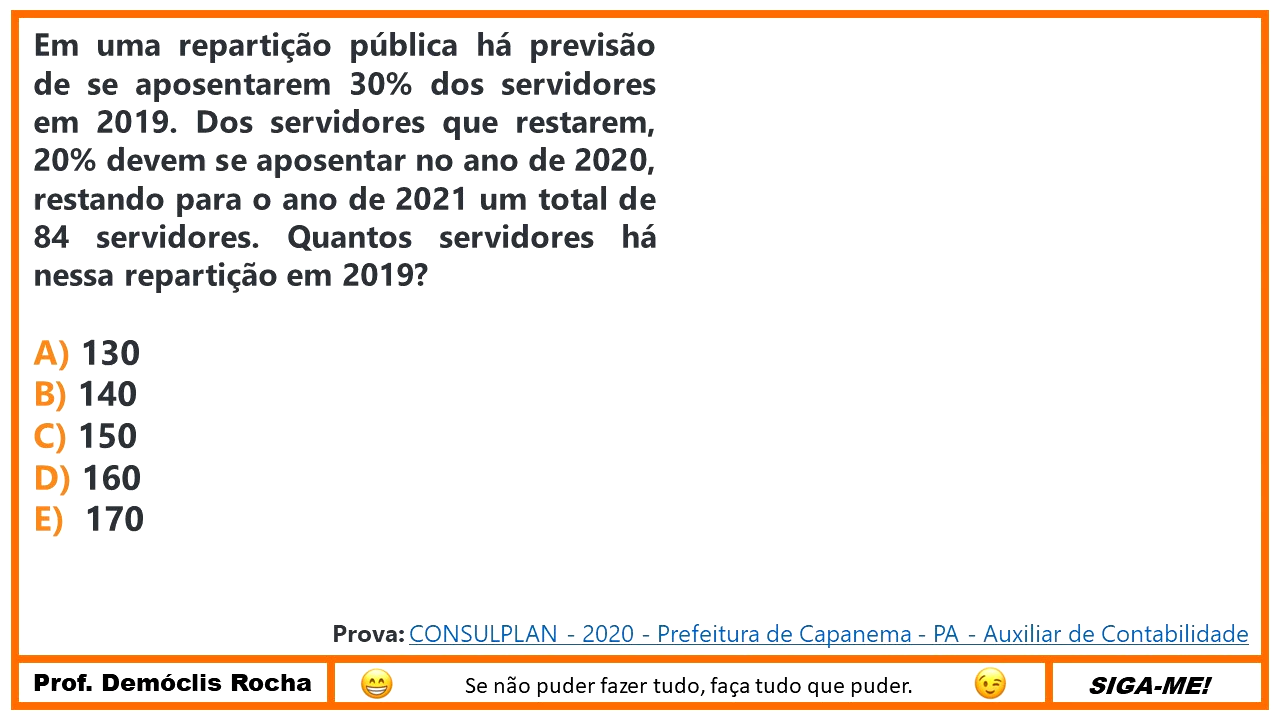 Em uma repartição pública há previsão
de se aposentarem 30% dos servidores
em 2019. Dos servidores que restarem,
20% devem se aposentar no ano de 2020,
restando para o ano de 2021 um total de
84 servidores. Quantos servidores há
nessa repartição em 2019?
A) 130
B) 140
C) 150
D) 160
E) 170
Prova: CONSULPLAN - 2020 - Prefeitura de Capanema - PA - Auxiliar de Contabilidade
Prof. Demóclis Rocha
Se não puder fazer tudo, faça tudo que puder.
SIGA-ME!